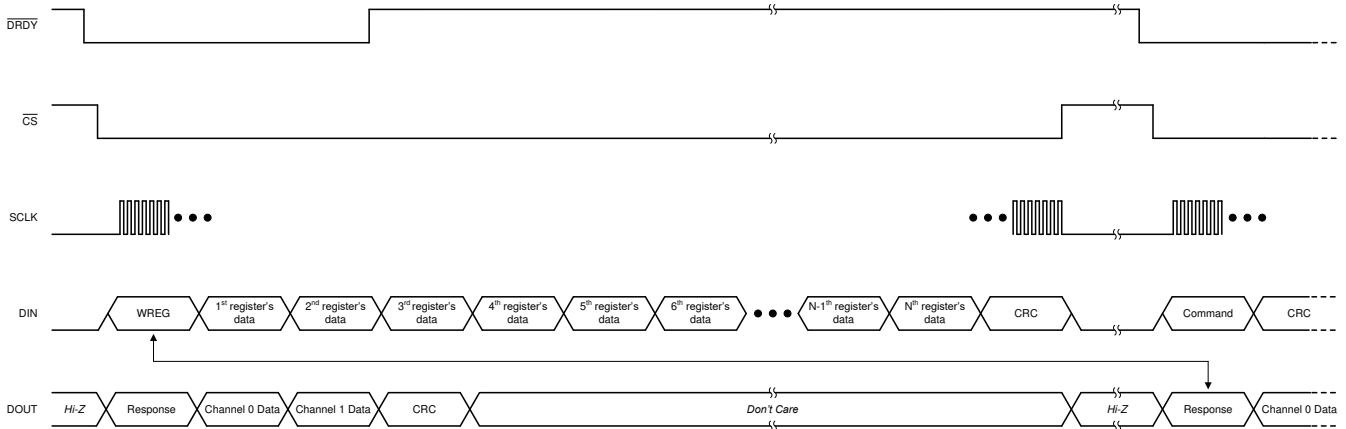 DRDY
CS
SCLK
DIN
WREG
1st register's
data
2nd register's
data
3rd register's
data
4th register's
data
5th register's
data
6th register's
data
N-1th register's
data
Nth register's
data
CRC
Command
CRC
DOUT
Hi-Z
Response
Channel 0 Data
Channel 1 Data
CRC
Don't Care
Hi-Z
Response
Channel 0 Data